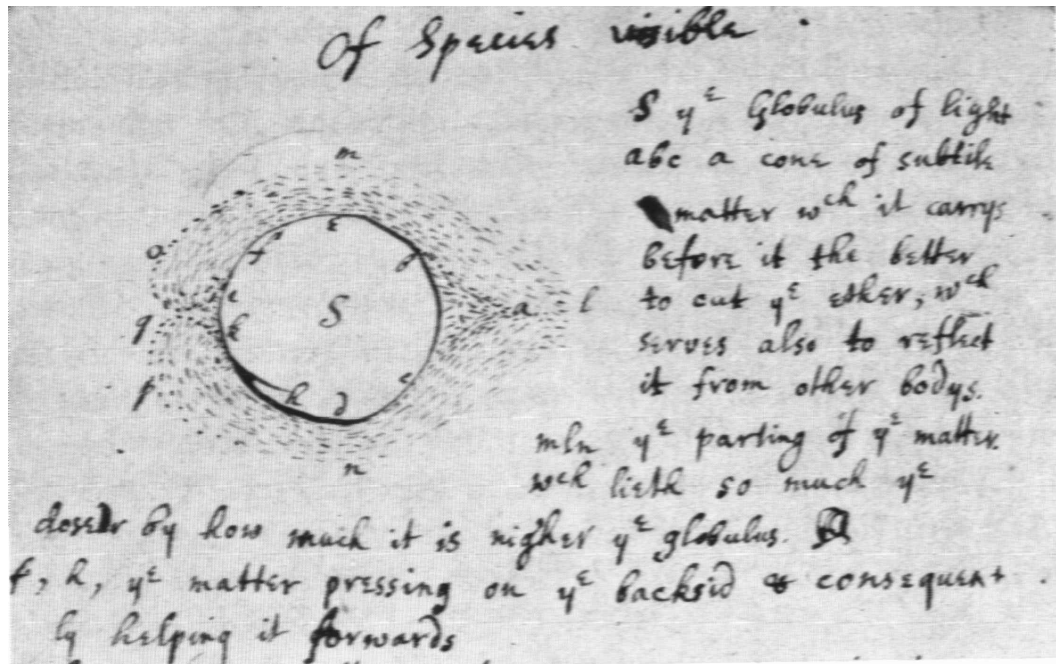 Of Species visible .
S yᵉ Globulus of light
abc a cone of subtile
matter wᶜʰ it carrys
before it the better
to cut yᵉ ether, wᶜʰ
serves also to reflect
it from other bodys.
mln yᵉ parting of yᵉ matter.
wᶜʰ lieth so much yᵉ
closer by how much it is nigher yᵉ globulus.
f, h, yᵉ matter pressing on yᵉ backsid & consequent
ly helping it forwards
m
o
f
e
g
q
k
S
a
l
p
h
d
c
n